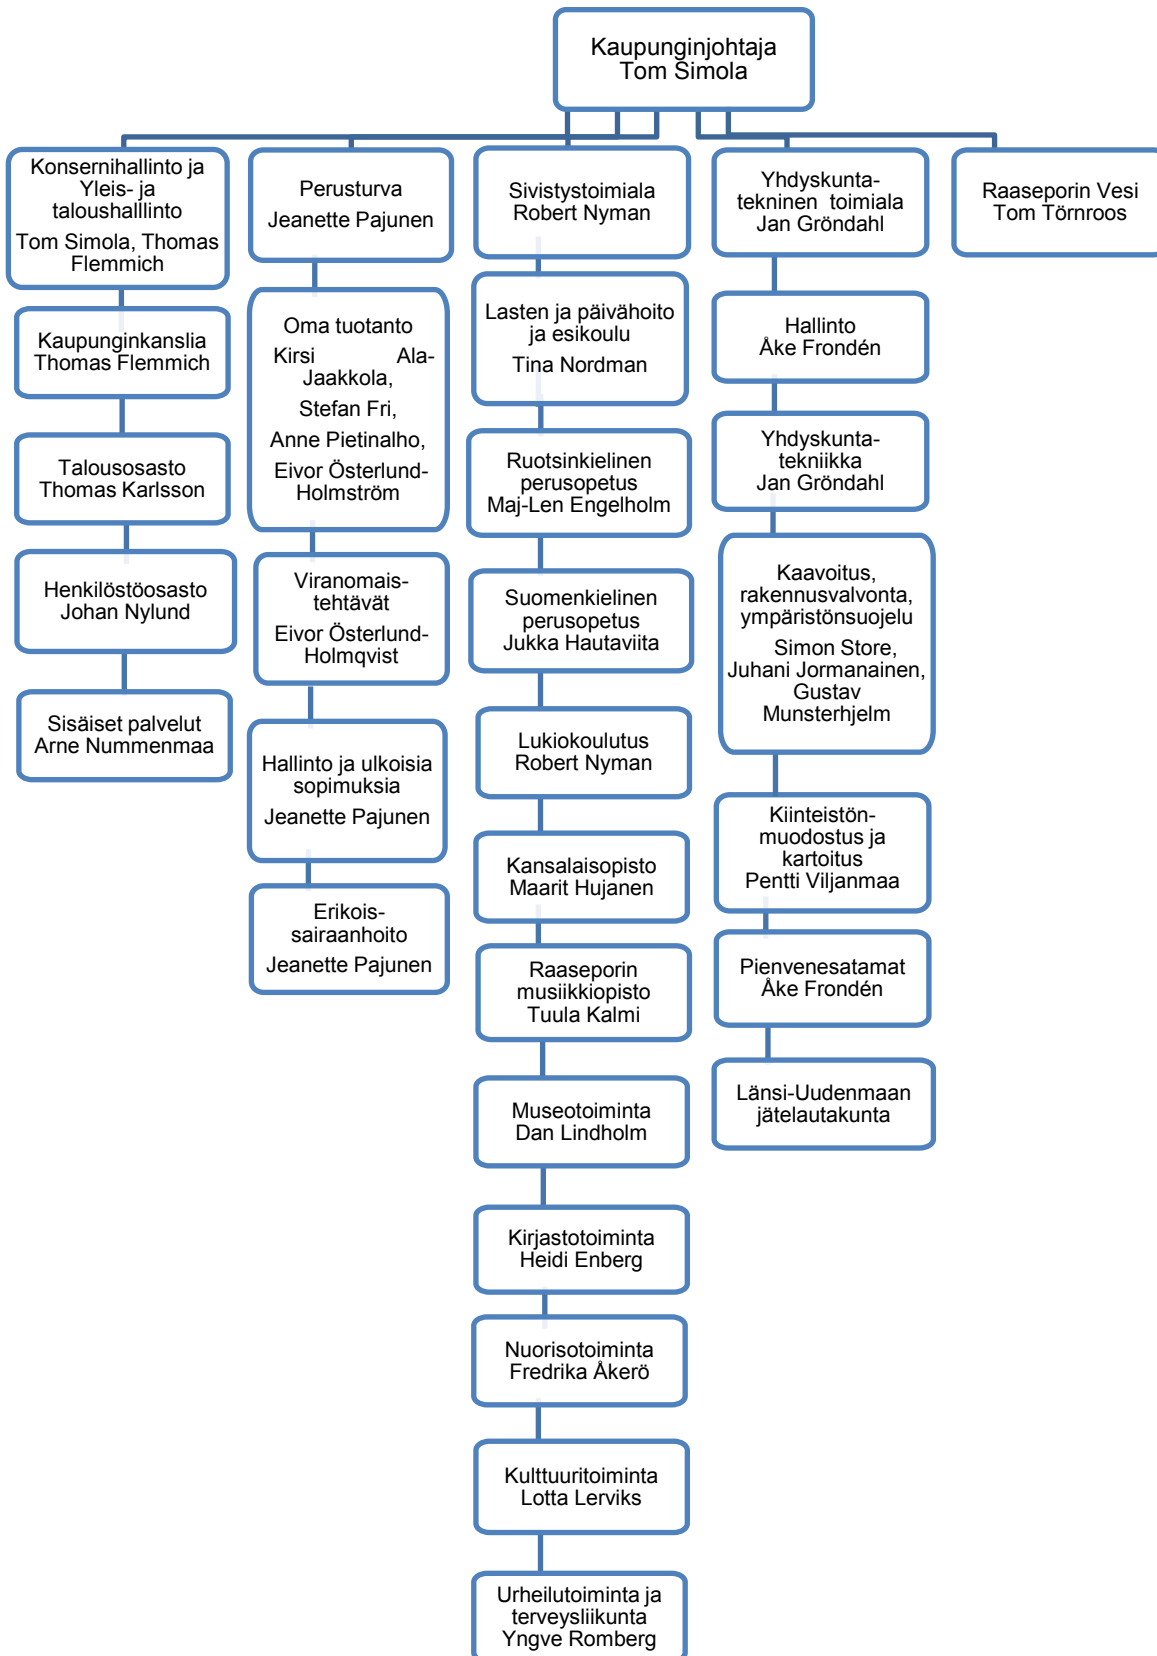 Kaupunginjohtaja
Tom Simola
Konsernihallinto ja
Yleis- ja
taloushallinto
Tom Simola, Thomas
Flemmich
Kaupunginkanslia
Thomas Flemmich
Talousosasto
Thomas Karlsson
Henkilöstöosasto
Johan Nylund
Sisäiset palvelut
Arne Nummenmaa
Perusturva
Jeanette Pajunen
Oma tuotanto
Kirsi Ala-
Jaakkola,
Stefan Fri,
Anne Pietinalho,
Eivor Österlund-
Holmström
Viranomais-
tehtävät
Eivor Österlund-
Holmqvist
Hallinto ja ulkoisia
sopimuksia
Jeanette Pajunen
Erikois-
sairaanhoito
Jeanette Pajunen
Sivistystoimiala
Robert Nyman
Lasten ja päivähoito
ja esikoulu
Tina Nordman
Ruotsinkielinen
perusopetus
Maj-Len Engelholm
Suomenkielinen
perusopetus
Jukka Hautaviita
Lukiokoulutus
Robert Nyman
Kansalaisopisto
Maarit Hujanen
Raaseporin
musiikkiopisto
Tuula Kalmi
Museotoiminta
Dan Lindholm
Kirjastotoiminta
Heidi Enberg
Nuorisotoiminta
Fredrika Åkerö
Kulttuuritoiminta
Lotta Lerviks
Urheilutoiminta ja
terveysliikunta
Yngve Romberg
Yhdyskunta-
tekninen toimiala
Jan Gröndahl
Hallinto
Åke Frondén
Yhdyskunta-
tekniikka
Jan Gröndahl
Kaavoitus,
rakennusvalvonta,
ympäristönsuojelu
Simon Store,
Juhani Jormanainen,
Gustav
Munsterhjelm
Kiinteistön-
muodostus ja
kartoitus
Pentti Viljanmaa
Pienvenesatamat
Åke Frondén
Länsi-Uudenmaan
jätelautakunta
Raaseporin Vesi
Tom Törnroos